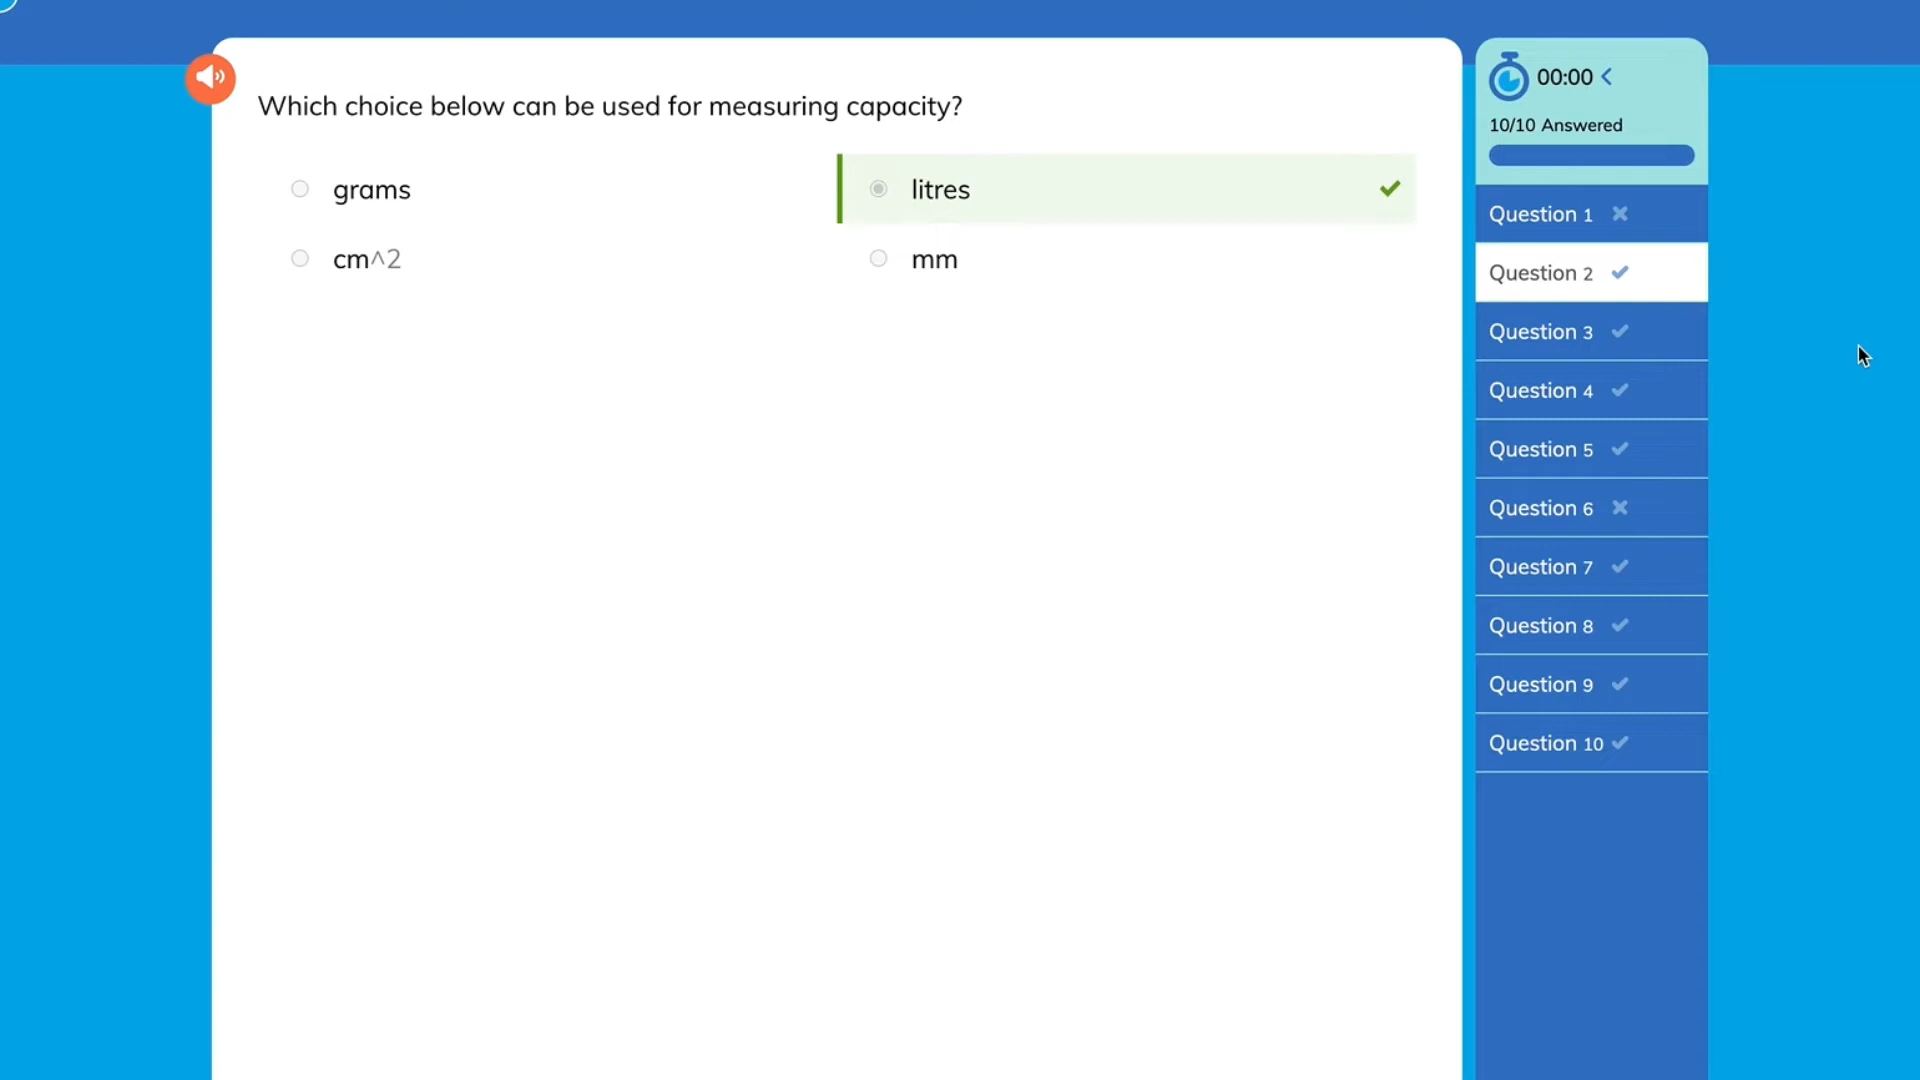 Which choice below can be used for measuring capacity?
grams
litres
cm^2
mm
00:00
10/10 Answered
Question 1
Question 2
Question 3
Question 4
Question 5
Question 6
Question 7
Question 8
Question 9
Question 10